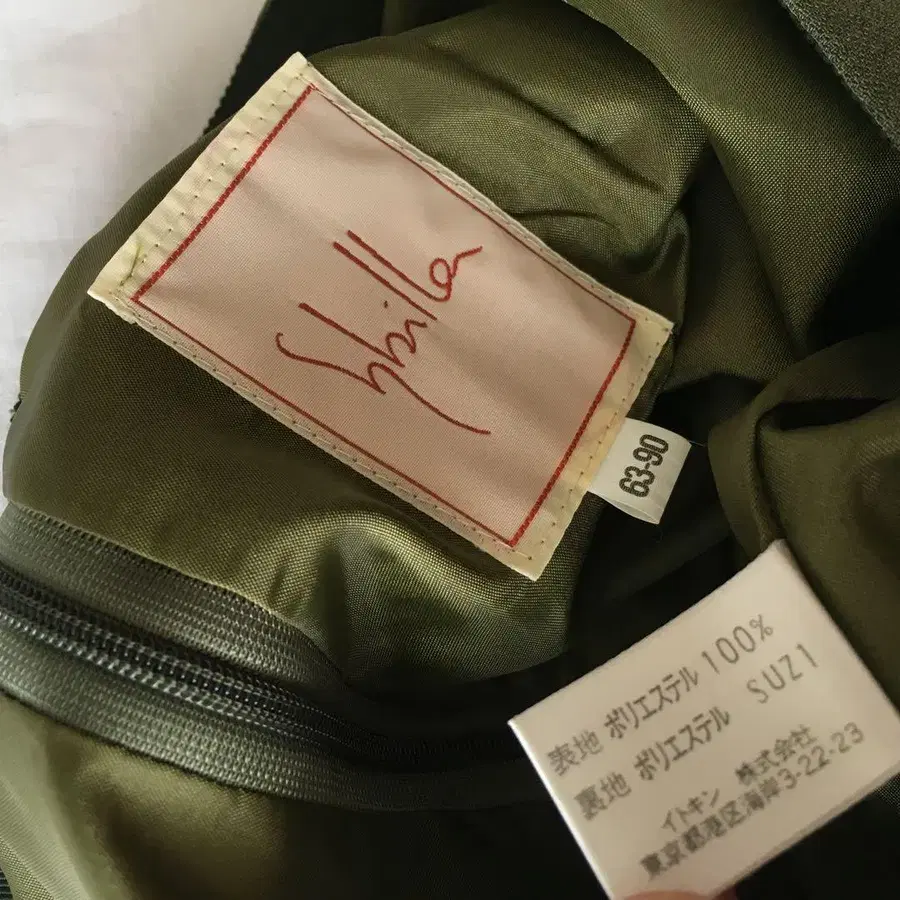 Sybilla
63-90
表地 ポリエステル 100%
裏地 ポリエステル SUZ1
イトキン 株式会社
東京都港区海岸3-22-23